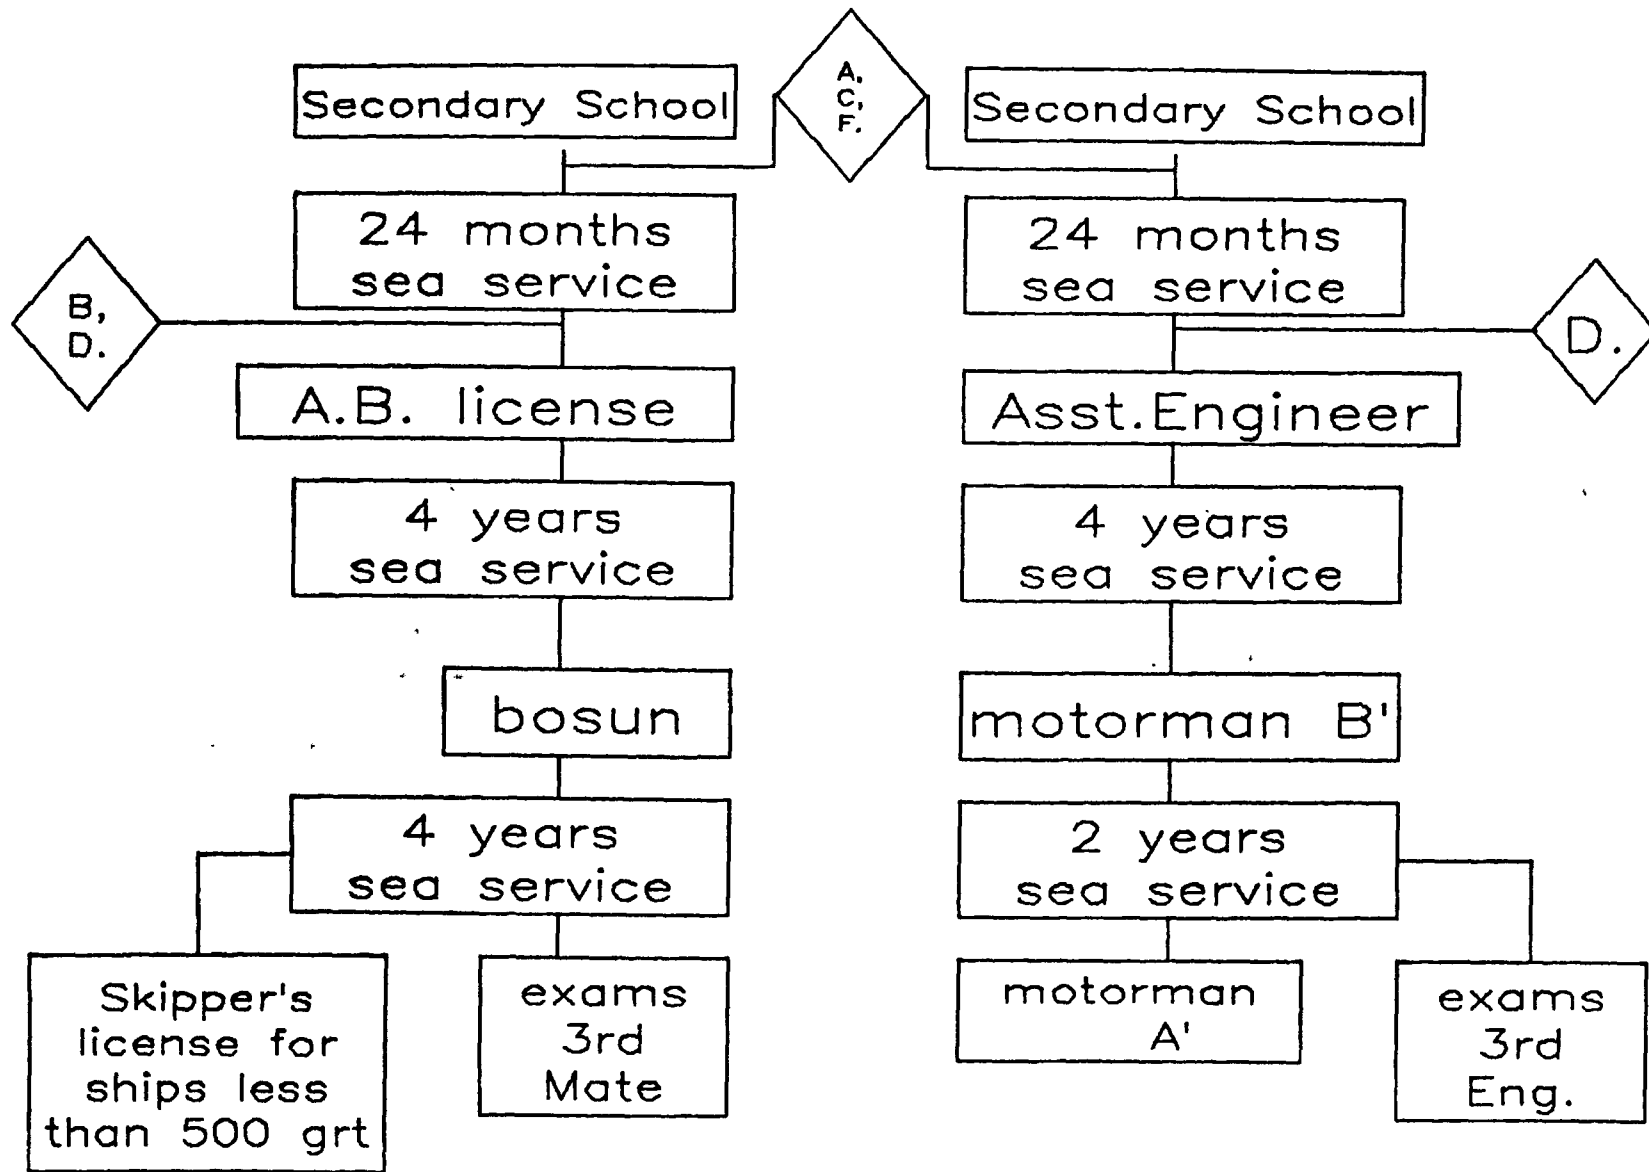 A,
C,
F.
Secondary School
Secondary School
24 months
sea service
24 months
sea service
B,
D.
D.
A.B. license
Asst.Engineer
4 years
sea service
4 years
sea service
bosun
motorman B'
4 years
sea service
2 years
sea service
Skipper's
license for
ships less
than 500 grt
exams
3rd
Mate
motorman
A'
exams
3rd
Eng.